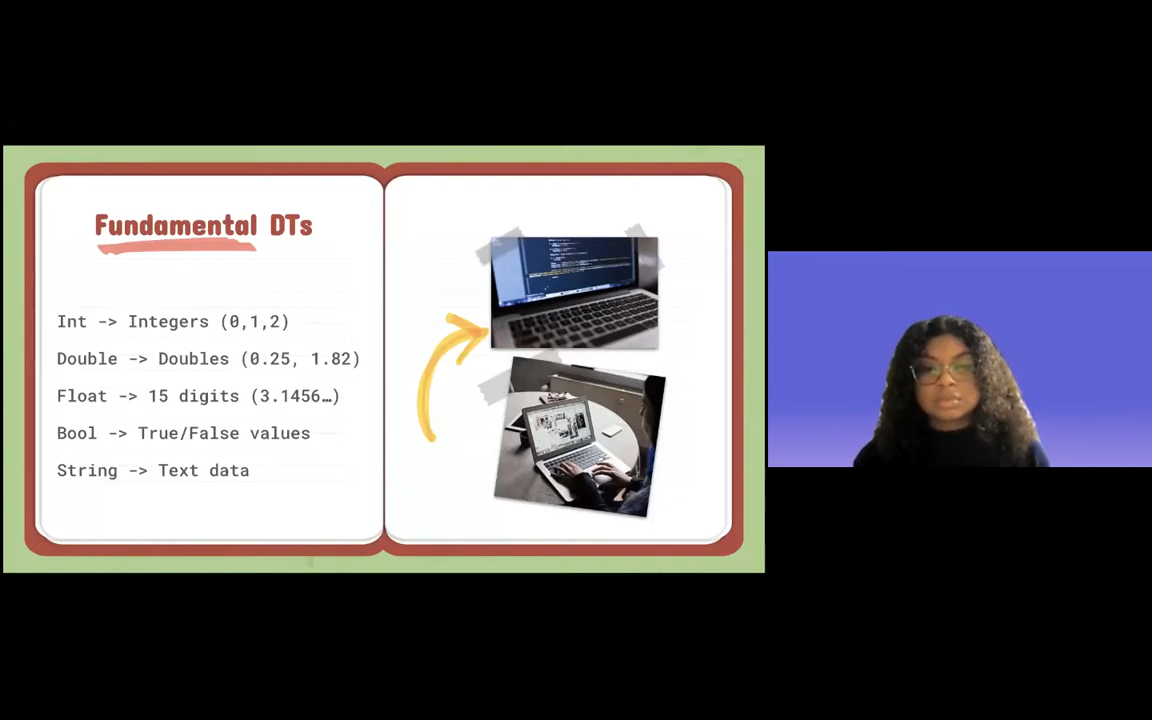 Fundamental DTs
Int -> Integers (0,1,2)
Double -> Doubles (0.25, 1.82)
Float -> 15 digits (3.1456…)
Bool -> True/False values
String -> Text data